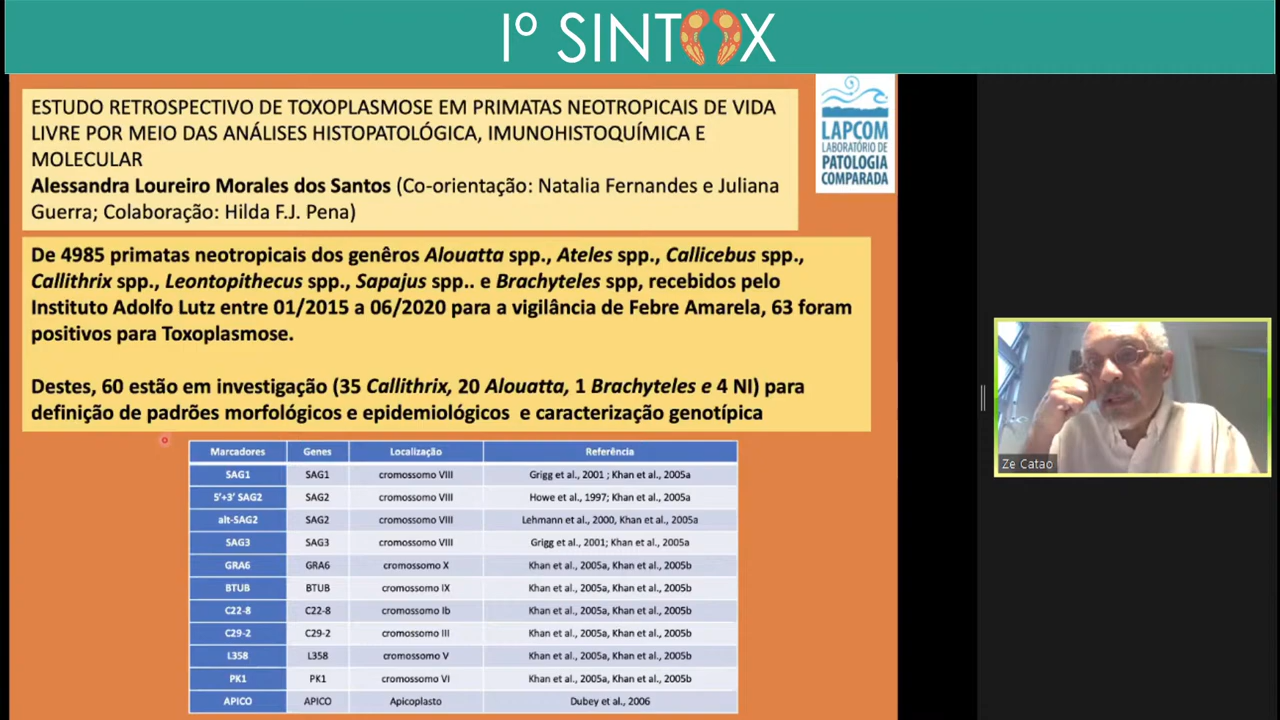 Iº SINTOX
ESTUDO RETROSPECTIVO DE TOXOPLASMOSE EM PRIMATAS NEOTROPICAIS DE VIDA
LIVRE POR MEIO DAS ANÁLISES HISTOPATOLÓGICA, IMUNOHISTOQUÍMICA E
MOLECULAR
Alessandra Loureiro Morales dos Santos (Co-orientação: Natalia Fernandes e Juliana
Guerra; Colaboração: Hilda F.J. Pena)
LAPCOM
LABORATÓRIO DE
PATOLOGIA
COMPARADA
De 4985 primatas neotropicais dos genêros Alouatta spp., Ateles spp., Callicebus spp.,
Callithrix spp., Leontopithecus spp., Sapajus spp.. e Brachyteles spp, recebidos pelo
Instituto Adolfo Lutz entre 01/2015 a 06/2020 para a vigilância de Febre Amarela, 63 foram
positivos para Toxoplasmose.
Destes, 60 estão em investigação (35 Callithrix, 20 Alouatta, 1 Brachyteles e 4 NI) para
definição de padrões morfológicos e epidemiológicos e caracterização genotípica
Marcadores Genes Localização Referência
SAG1 SAG1 cromossomo VIII Grigg et al., 2001 ; Khan et al., 2005a
5'+3' SAG2 SAG2 cromossomo VIII Howe et al., 1997; Khan et al., 2005a
alt-SAG2 SAG2 cromossomo VIII Lehmann et al., 2000, Khan et al., 2005a
SAG3 SAG3 cromossomo VIII Grigg et al., 2001; Khan et al., 2005a
GRA6 GRA6 cromossomo X Khan et al., 2005a, Khan et al., 2005b
BTUB BTUB cromossomo IX Khan et al., 2005a, Khan et al., 2005b
C22-8 C22-8 cromossomo Ib Khan et al., 2005a, Khan et al., 2005b
C29-2 C29-2 cromossomo III Khan et al., 2005a, Khan et al., 2005b
L358 L358 cromossomo V Khan et al., 2005a, Khan et al., 2005b
PK1 PK1 cromossomo VI Khan et al., 2005a, Khan et al., 2005b
APICO APICO Apicoplasto Dubey et al., 2006
Ze Catao